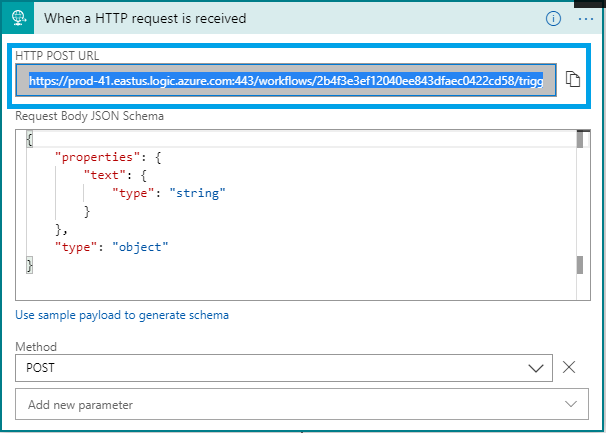 When a HTTP request is received
HTTP POST URL
https://prod-41.eastus.logic.azure.com:443/workflows/2b4f3e3ef12040ee843dfaec0422cd58/trigg
Request Body JSON Schema
{
"properties": {
"text": {
"type": "string"
}
},
"type": "object"
}
Use sample payload to generate schema
Method
POST
Add new parameter